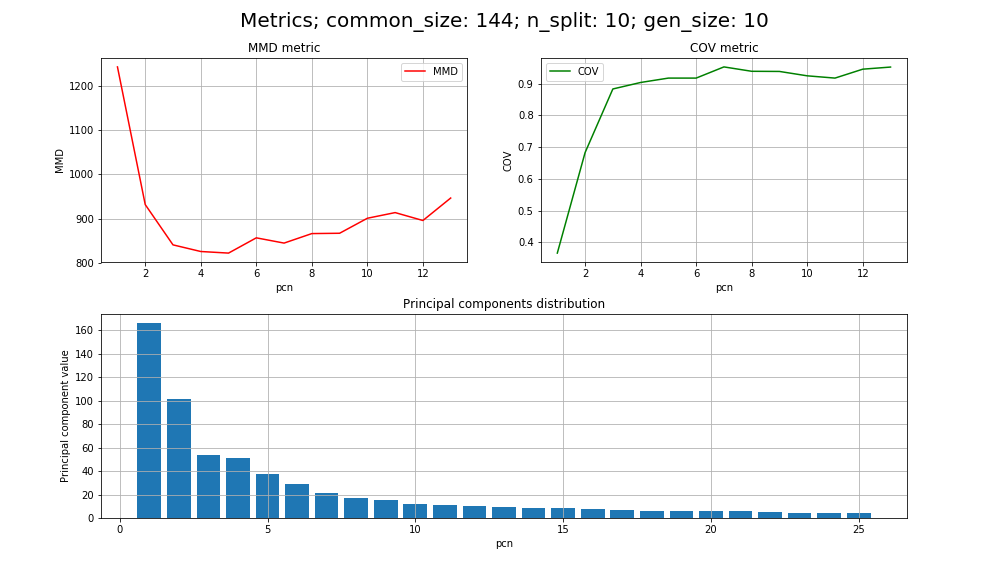 Metrics; common_size: 144; n_split: 10; gen_size: 10
MMD metric
MMD
MMD
1200
1100
1000
900
800
2 4 6 8 10 12
pcn
COV metric
COV
COV
0.9
0.8
0.7
0.6
0.5
0.4
2 4 6 8 10 12
pcn
Principal components distribution
Principal component value
160
140
120
100
80
60
40
20
0
0 5 10 15 20 25
pcn